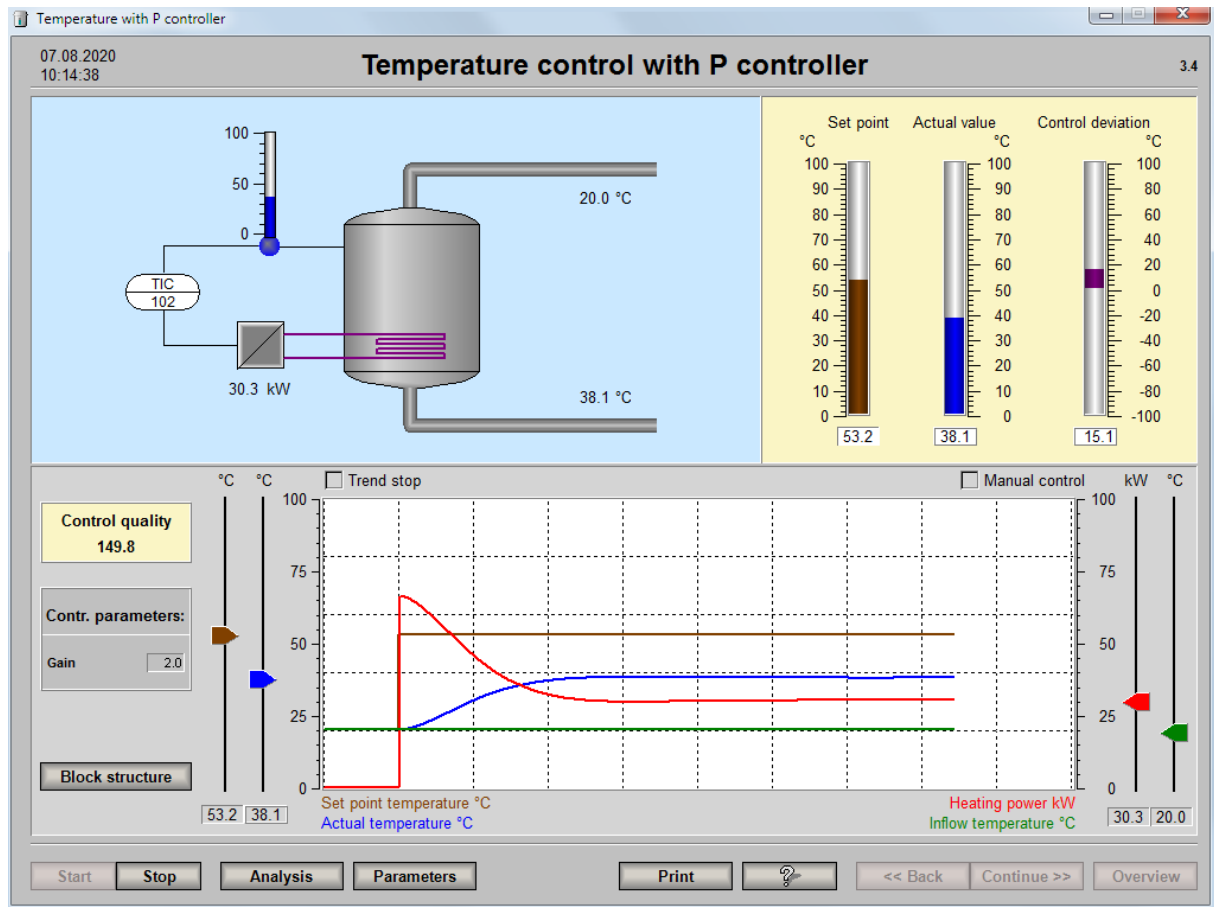 Temperature with P controller
07.08.2020
10:14:38
Temperature control with P controller
3.4
100
50
0
TIC
102
30.3 kW
20.0 °C
38.1 °C
Set point Actual value Control deviation
°C °C °C
100 100 100
90 90 80
80 80 60
70 70 40
60 60 20
50 50 0
40 40 -20
30 30 -40
20 20 -60
10 10 -80
0 0 -100
53.2 38.1 15.1
Control quality
149.8
Contr. parameters:
Gain 2.0
Block structure
°C °C
Trend stop
Manual control
kW °C
100 100
75 75
50 50
25 25
0 0
53.2 38.1
Set point temperature °C
Actual temperature °C
Heating power kW
Inflow temperature °C
30.3 20.0
Start Stop Analysis Parameters Print ? << Back Continue >> Overview